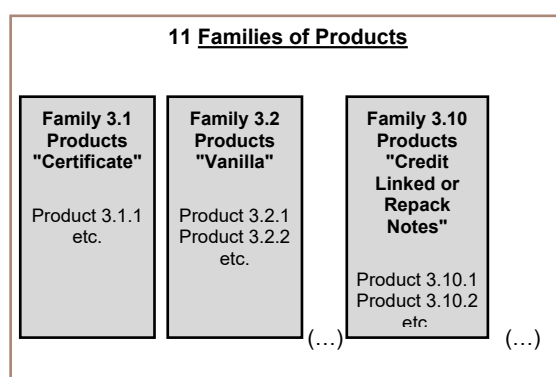 11 Families of Products
Family 3.1
Products
"Certificate"
Product 3.1.1
etc.
Family 3.2
Products
"Vanilla"
Product 3.2.1
Product 3.2.2
etc.
(…)
Family 3.10
Products
"Credit
Linked or
Repack
Notes"
Product 3.10.1
Product 3.10.2
etc
(…)